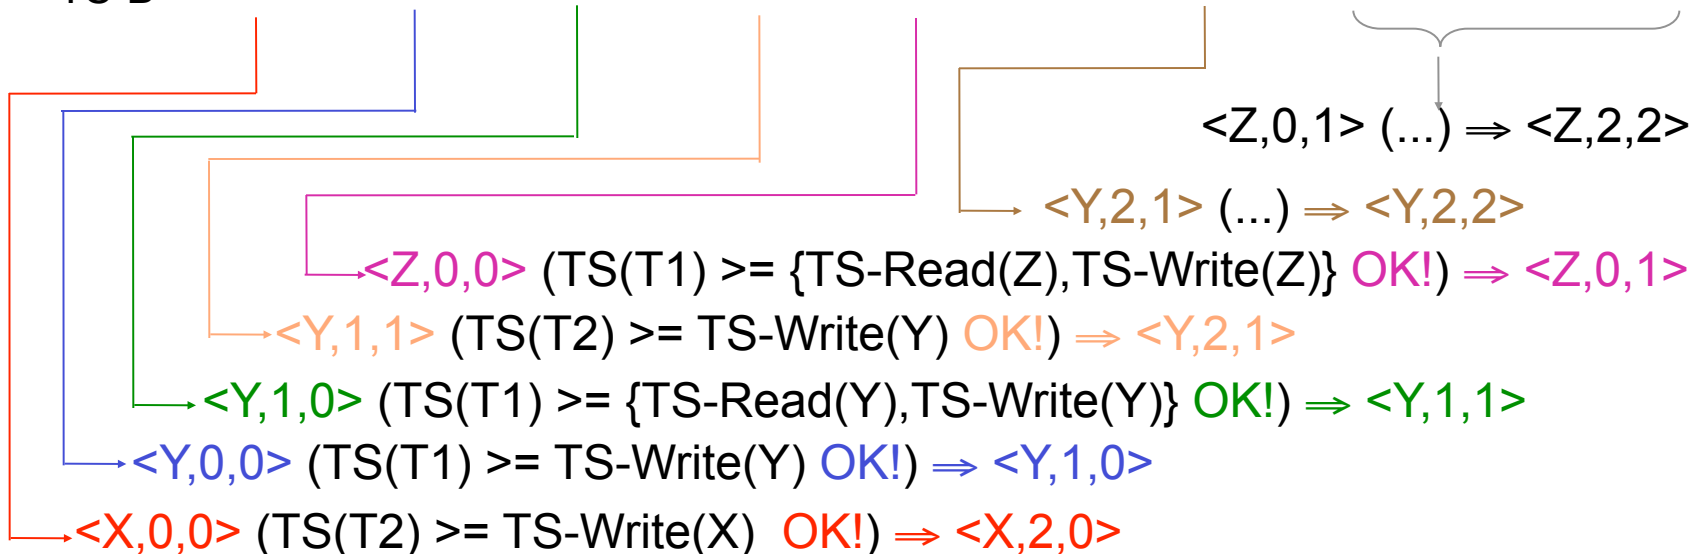 <Z,0,1> (...) ⇒ <Z,2,2>
<Y,2,1> (...) ⇒ <Y,2,2>
<Z,0,0> (TS(T1) >= {TS-Read(Z),TS-Write(Z)} OK!) ⇒ <Z,0,1>
<Y,1,1> (TS(T2) >= TS-Write(Y) OK!) ⇒ <Y,2,1>
<Y,1,0> (TS(T1) >= {TS-Read(Y),TS-Write(Y)} OK!) ⇒ <Y,1,1>
<Y,0,0> (TS(T1) >= TS-Write(Y) OK!) ⇒ <Y,1,0>
<X,0,0> (TS(T2) >= TS-Write(X) OK!) ⇒ <X,2,0>